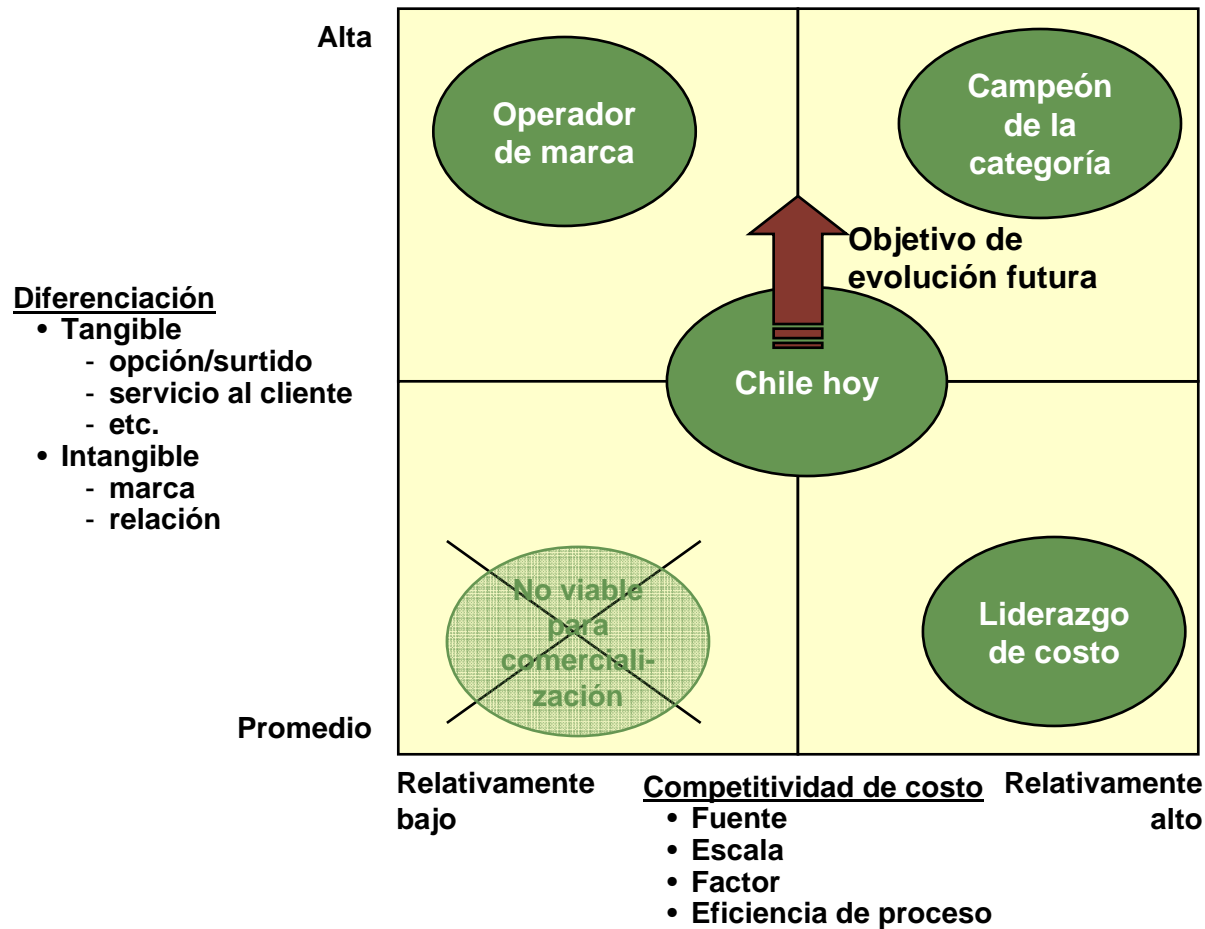 Alta
Operador
de marca
Campeón
de la
categoría
Objetivo de
evolución futura
Diferenciación
• Tangible
- opción/surtido
- servicio al cliente
- etc.
• Intangible
- marca
- relación
Chile hoy
No viable
para
comerciali-
zación
Liderazgo
de costo
Promedio
Relativamente
bajo
Competitividad de costo
• Fuente
• Escala
• Factor
• Eficiencia de proceso
Relativamente
alto